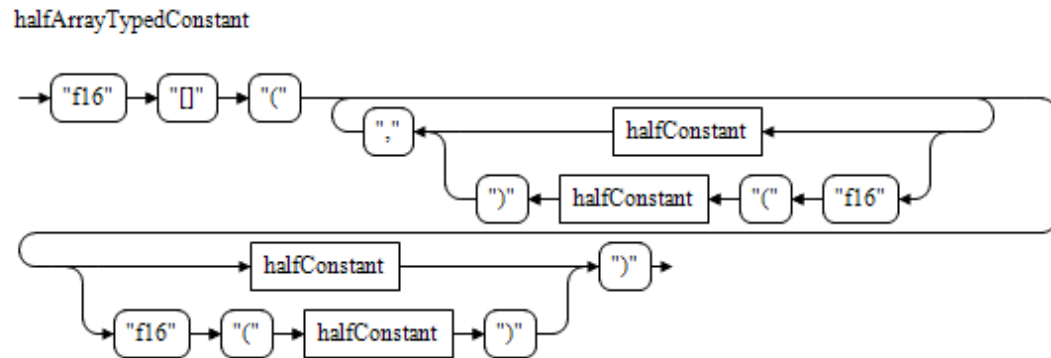 halfArrayTypedConstant
"f16" "[]" "("
"," halfConstant
")" halfConstant "(" "f16"
halfConstant ")"
"f16" "(" halfConstant ")"